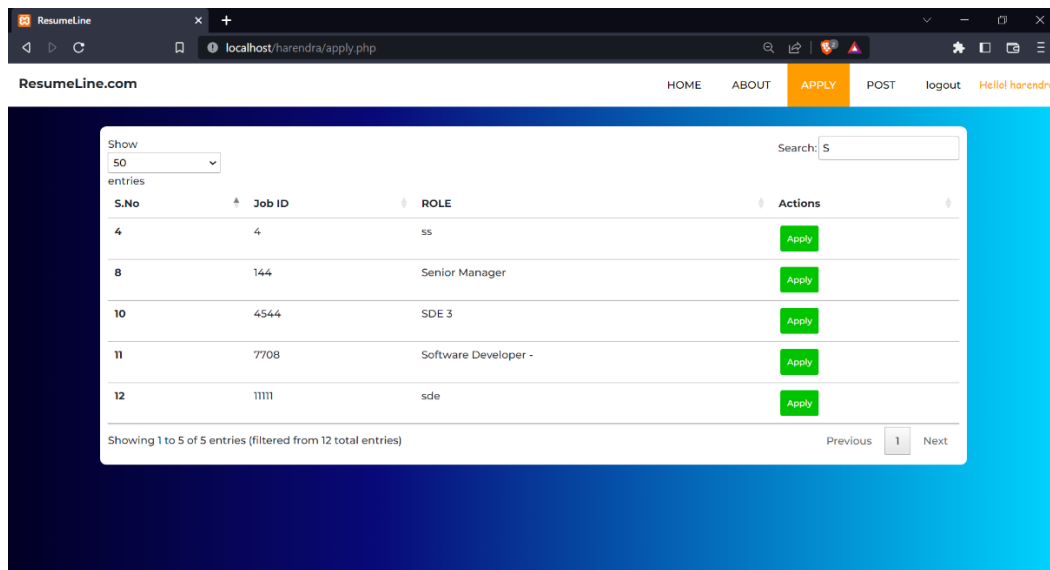 ResumeLine
localhost/harendra/apply.php
2
ResumeLine.com HOME ABOUT APPLY POST logout Hello! harendra
Show
50
entries
Search: S
S.No Job ID ROLE Actions
4 4 ss Apply
8 144 Senior Manager Apply
10 4544 SDE 3 Apply
11 7708 Software Developer - Apply
12 11111 sde Apply
Showing 1 to 5 of 5 entries (filtered from 12 total entries) Previous 1 Next